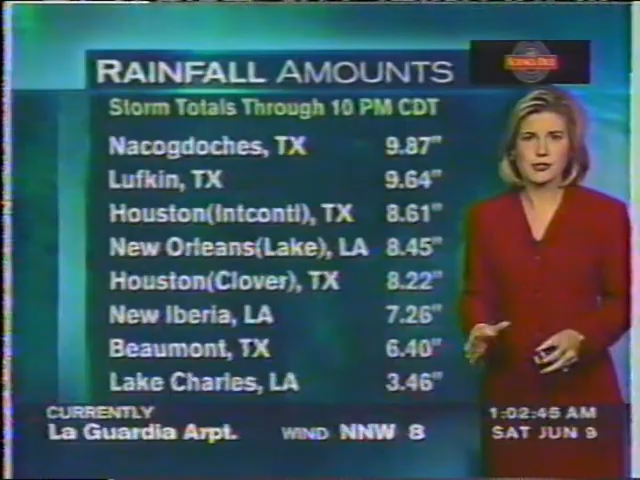 RAINFALL AMOUNTS
Storm Totals Through 10 PM CDT
Nacogdoches, TX 9.87"
Lufkin, TX 9.64"
Houston(Intcontl), TX 8.61"
New Orleans(Lake), LA 8.45"
Houston(Clover), TX 8.22"
New Iberia, LA 7.26"
Beaumont, TX 6.40"
Lake Charles, LA 3.46"
CURRENTLY
La Guardia Arpt. WIND NNW 8
1:02:45 AM
SAT JUN 9